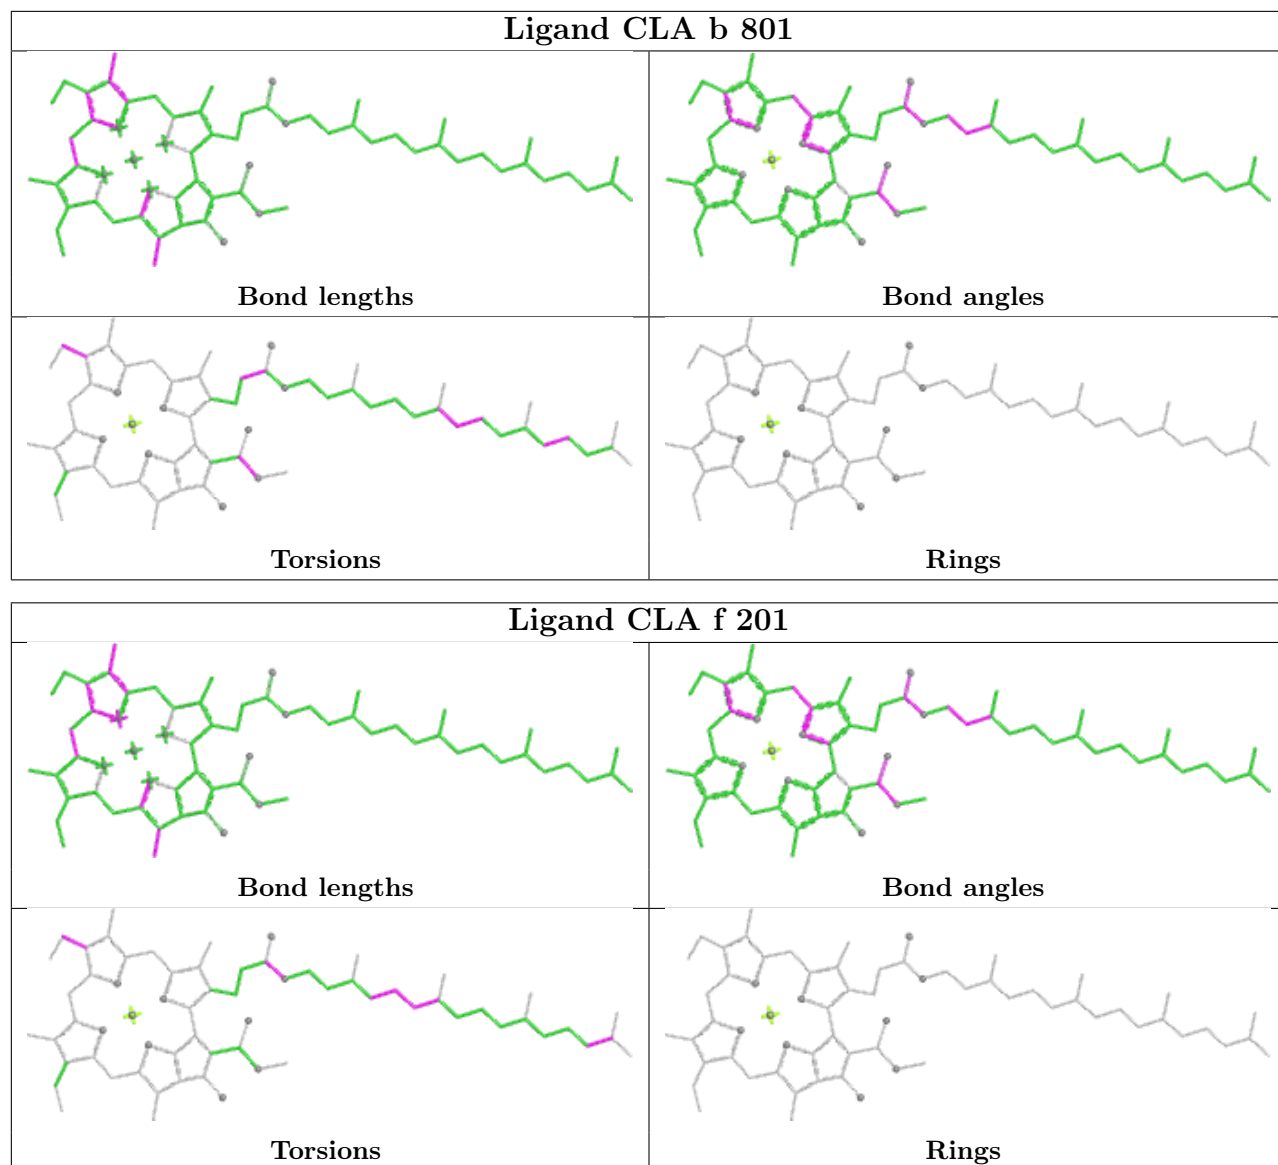 Ligand CLA b 801
Bond lengths
Bond angles
Torsions
Rings
Ligand CLA f 201
Bond lengths
Bond angles
Torsions
Rings